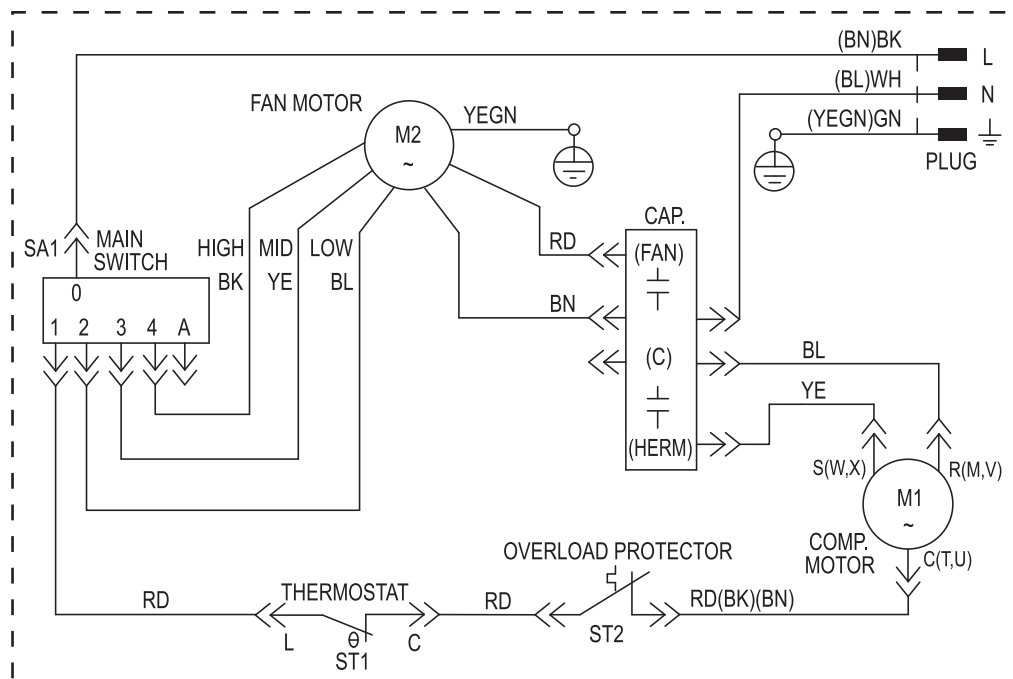 (BN)BK
L
(BL)WH
N
FAN MOTOR
M2
~
YEGN
(YEGN)GN
PLUG
CAP.
SA1
MAIN
SWITCH
HIGH MID LOW
BK YE BL
RD
(FAN)
0
BN
1 2 3 4 A
(C)
BL
YE
(HERM)
S(W,X)
R(M,V)
M1
~
COMP.
MOTOR
C(T,U)
OVERLOAD PROTECTOR
THERMOSTAT
RD
RD
RD(BK)(BN)
L
θ
C
ST1
ST2